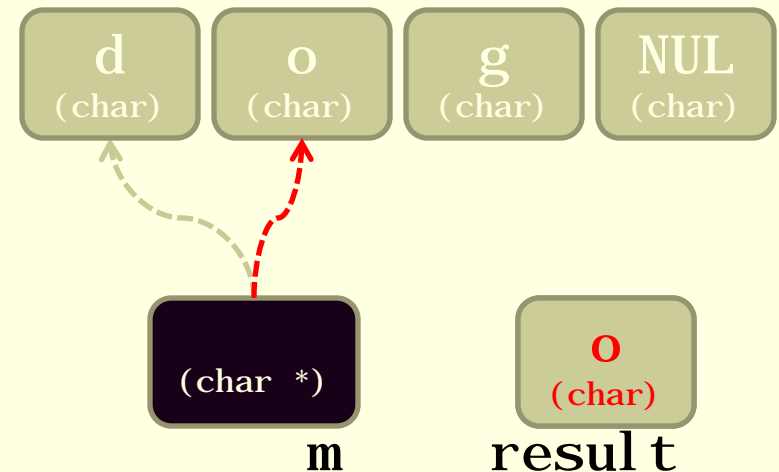 d o g NUL
(char) (char) (char) (char)
o
(char *) (char)
m result